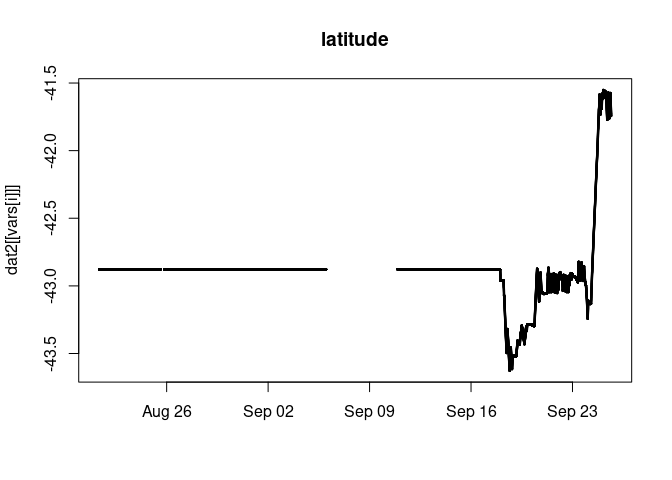 latitude
dat2[[vars[i]]]
-41.5
-42.0
-42.5
-43.0
-43.5
Aug 26
Sep 02
Sep 09
Sep 16
Sep 23